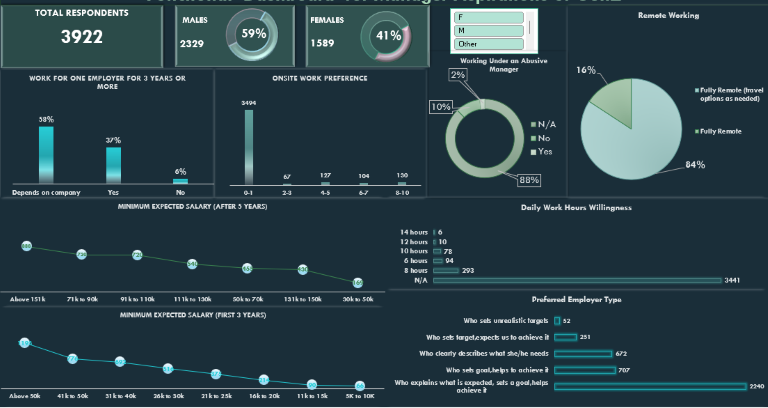 TOTAL RESPONDENTS
3922
MALES
2329
59%
FEMALES
1589
41%
F
M
Other
Remote Working
16%
84%
Fully Remote (travel
options as needed)
Fully Remote
WORK FOR ONE EMPLOYER FOR 3 YEARS OR
MORE
58%
37%
6%
Depends on company
Yes
No
ONSITE WORK PREFERENCE
3494
67
127
104
130
0-1
2-3
4-5
6-7
8-10
Working Under an Abusive
Manager
2%
10%
88%
N/A
No
Yes
MINIMUM EXPECTED SALARY (AFTER 5 YEARS)
Above 151k
71k to 90k
91k to 110k
111k to 130k
50k to 70k
131k to 150k
30k to 50k
Daily Work Hours Willingness
14 hours 6
12 hours 10
10 hours 78
6 hours 94
8 hours 293
N/A 3441
MINIMUM EXPECTED SALARY (FIRST 3 YEARS)
Above 50k
41k to 50k
31k to 40k
26k to 30k
21k to 25k
16k to 20k
11k to 15k
5K to 10K
Preferred Employer Type
Who sets unrealistic targets 52
Who sets target,expects us to achieve it 251
Who clearly describes what she/he needs 672
Who sets goal,helps to achieve it 707
Who explains what is expected, sets a goal,helps
achieve it 2240